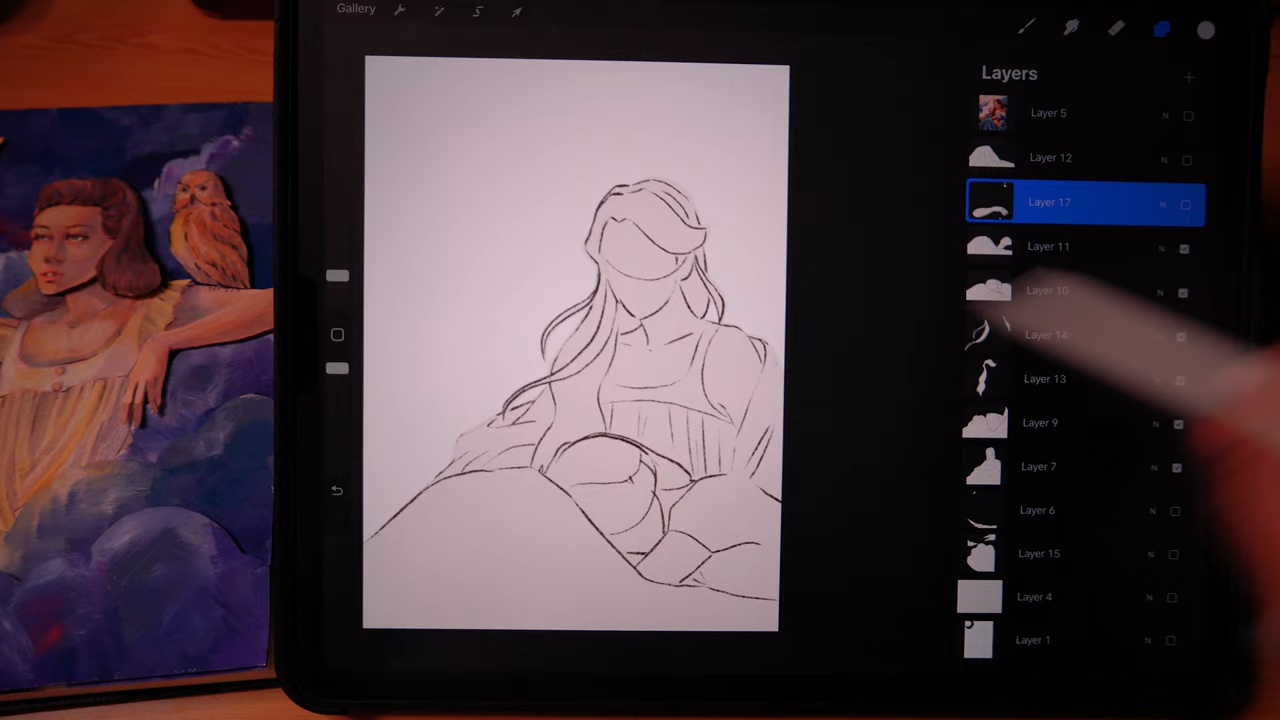 Gallery
Layers
Layer 5 N
Layer 12 N
Layer 17 N
Layer 11 N
Layer 10 N
Layer 14 N
Layer 13
Layer 9 N
Layer 7 N
Layer 6 N
Layer 15 N
Layer 4 N
Layer 1 N